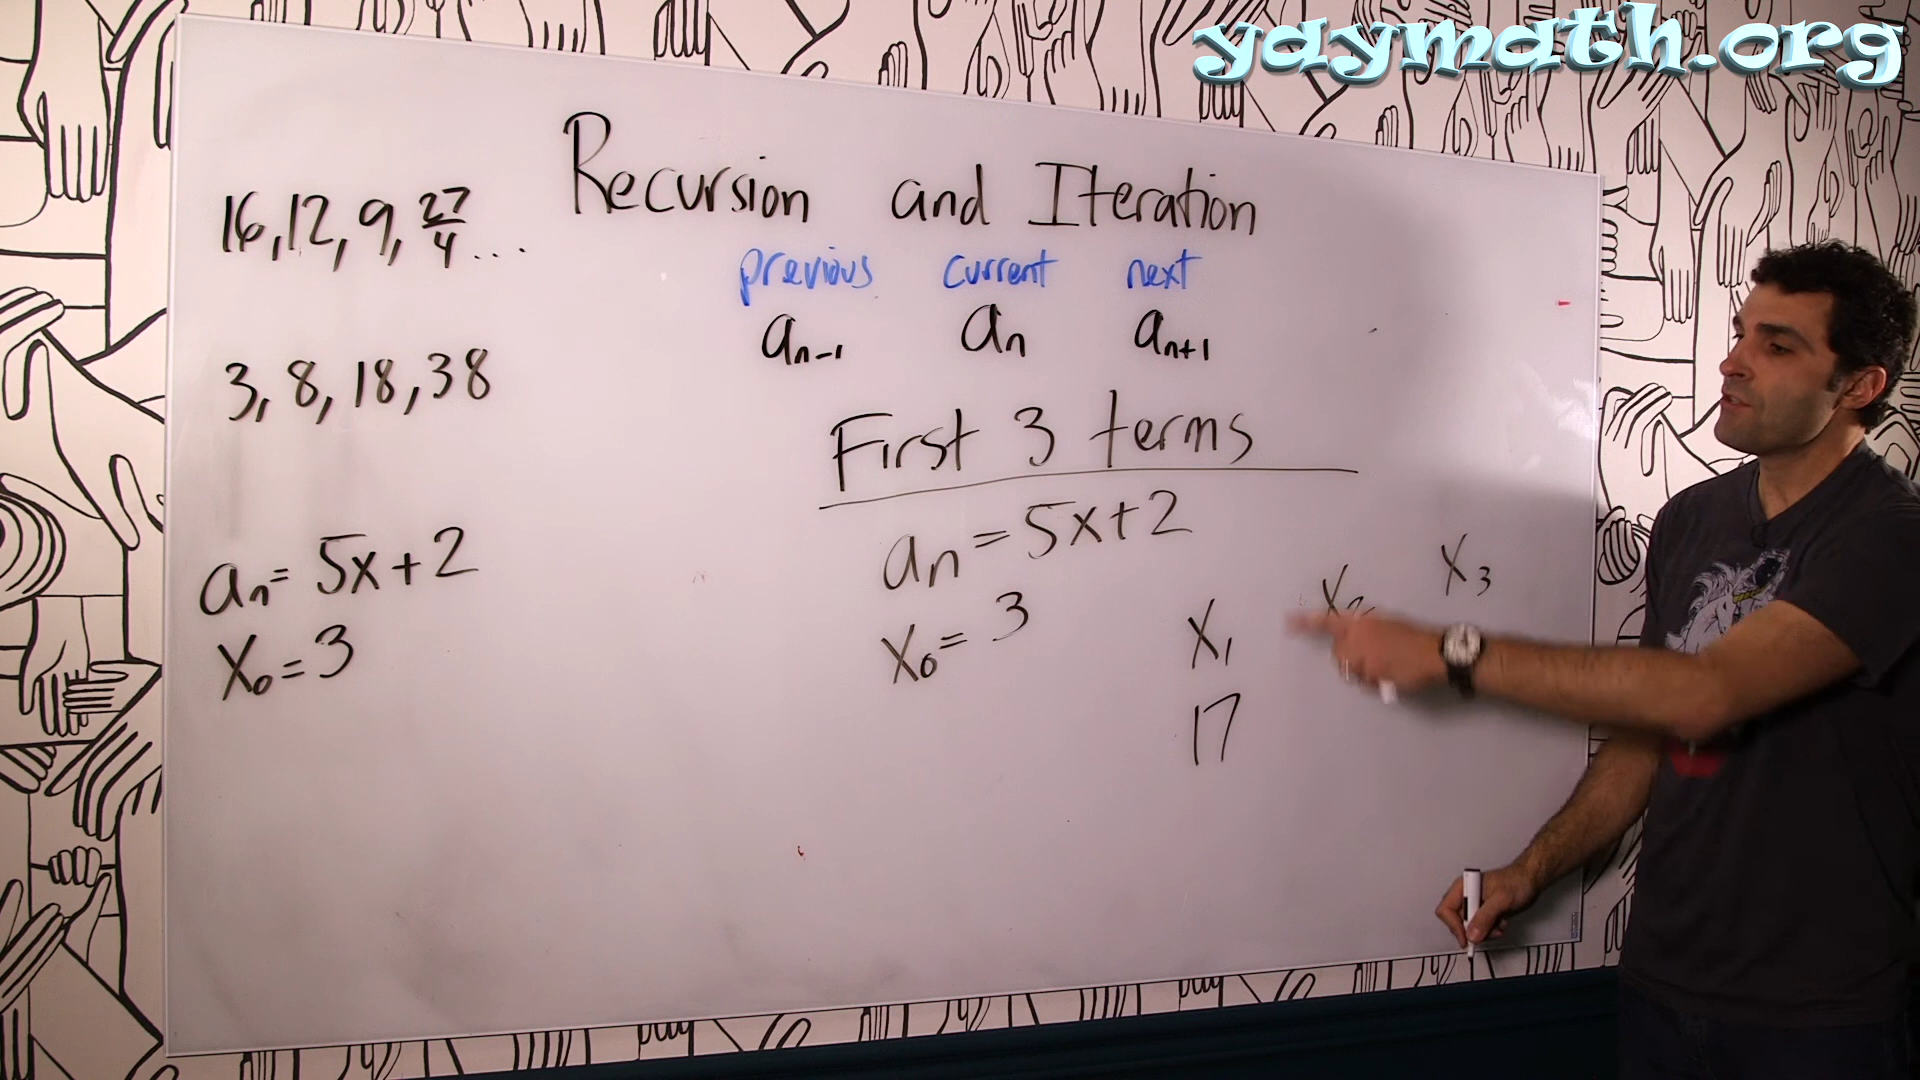 yaymath.org
Recursion and Iteration
previous current next
aₙ₋₁ aₙ aₙ₊₁
16, 12, 9, 27/4 ...
3, 8, 18, 38
aₙ = 5x + 2
x₀ = 3
First 3 terms
aₙ = 5x + 2
x₀ = 3
x₁ x₂ x₃
17